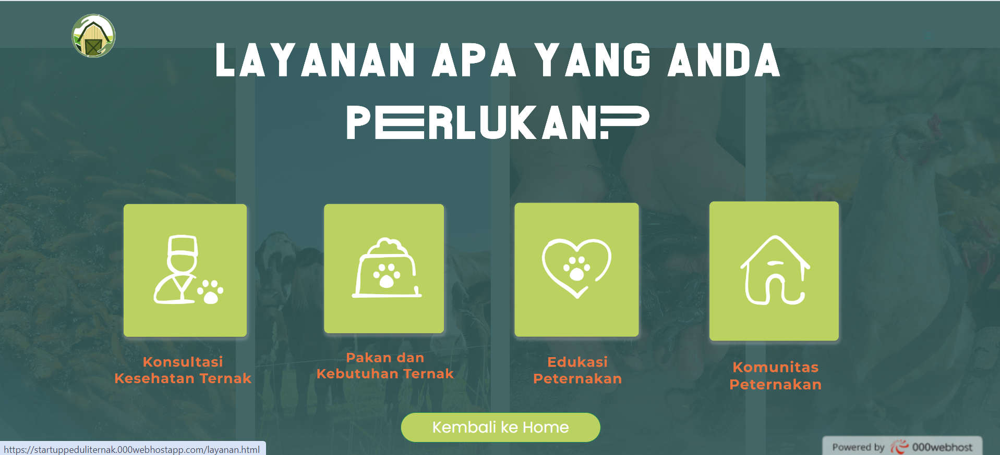 LAYANAN APA YANG ANDA
PERLUKAN?
Konsultasi
Kesehatan Ternak
Pakan dan
Kebutuhan Ternak
Edukasi
Peternakan
Komunitas
Peternakan
Kembali ke Home
https://startuppeduliternak.000webhostapp.com/layanan.html
Powered by 000webhost